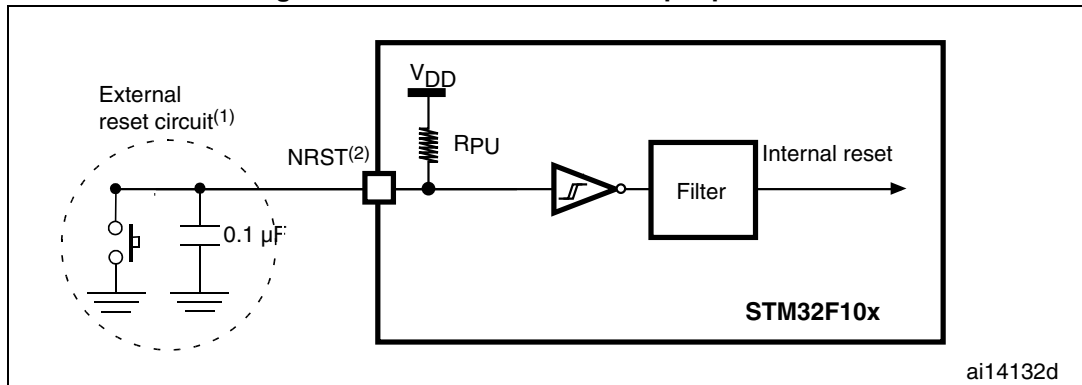 VDD
External
reset circuit(1)
NRST(2)
RPU
Internal reset
Filter
0.1 µF
STM32F10x
ai14132d